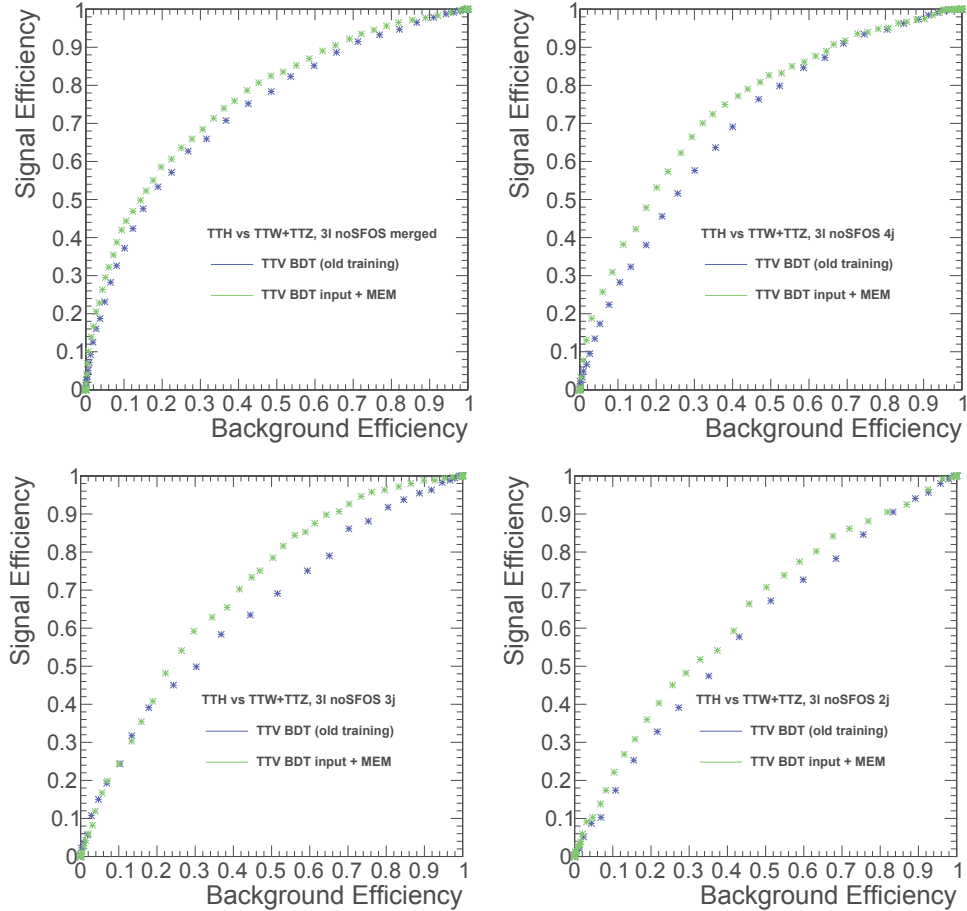 Signal Efficiency
1
0.9
0.8
0.7
0.6
0.5
0.4
0.3
0.2
0.1
0
TTH vs TTW+TTZ, 3l noSFOS merged
TTV BDT (old training)
TTV BDT input + MEM
0 0.1 0.2 0.3 0.4 0.5 0.6 0.7 0.8 0.9 1
Background Efficiency
Signal Efficiency
1
0.9
0.8
0.7
0.6
0.5
0.4
0.3
0.2
0.1
0
TTH vs TTW+TTZ, 3l noSFOS 4j
TTV BDT (old training)
TTV BDT input + MEM
0 0.1 0.2 0.3 0.4 0.5 0.6 0.7 0.8 0.9 1
Background Efficiency
Signal Efficiency
1
0.9
0.8
0.7
0.6
0.5
0.4
0.3
0.2
0.1
0
TTH vs TTW+TTZ, 3l noSFOS 3j
TTV BDT (old training)
TTV BDT input + MEM
0 0.1 0.2 0.3 0.4 0.5 0.6 0.7 0.8 0.9 1
Background Efficiency
Signal Efficiency
1
0.9
0.8
0.7
0.6
0.5
0.4
0.3
0.2
0.1
0
TTH vs TTW+TTZ, 3l noSFOS 2j
TTV BDT (old training)
TTV BDT input + MEM
0 0.1 0.2 0.3 0.4 0.5 0.6 0.7 0.8 0.9 1
Background Efficiency